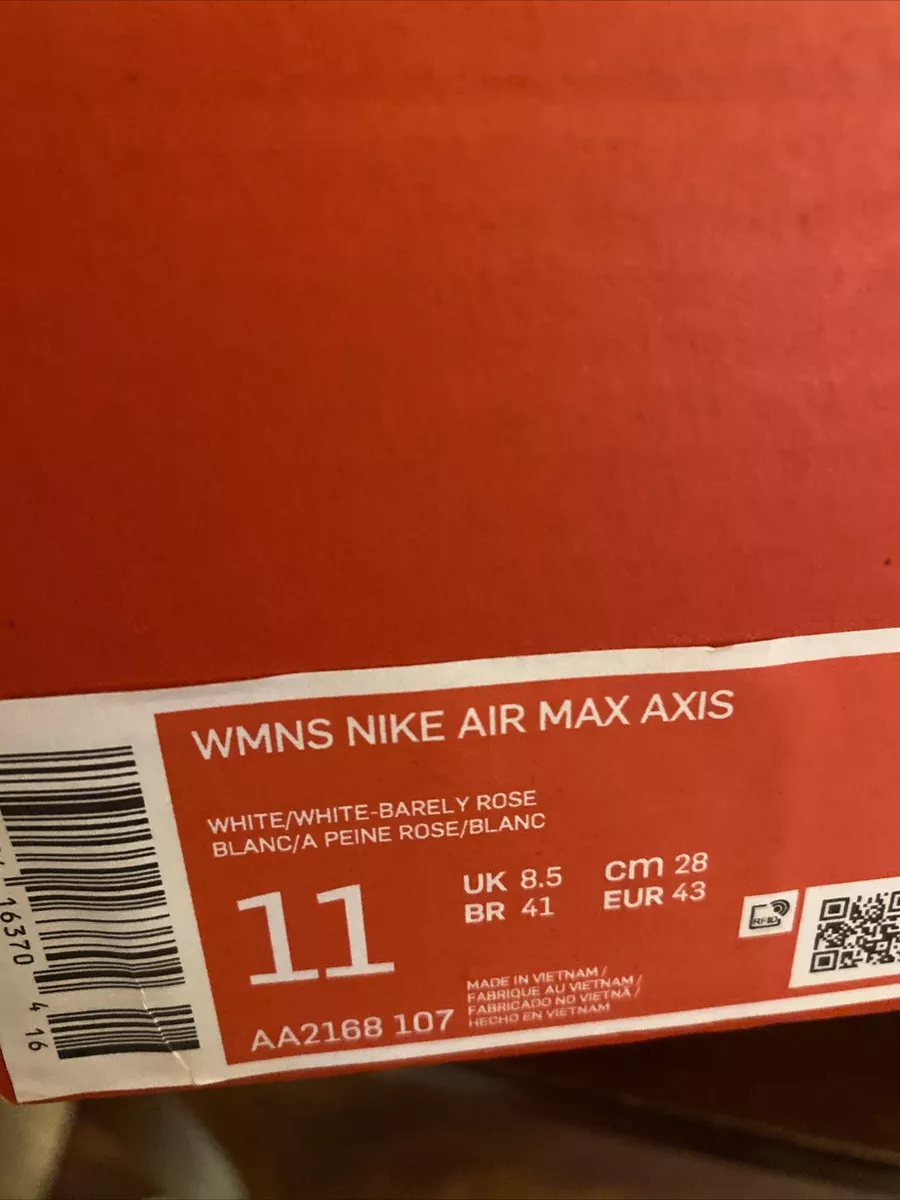 WMNS NIKE AIR MAX AXIS
WHITE/WHITE-BARELY ROSE
BLANC/A PEINE ROSE/BLANC
11
UK 8.5
cm 28
BR 41
EUR 43
RFID
MADE IN VIETNAM /
FABRIQUE AU VIETNAM /
FABRICADO NO VIETNÃ /
HECHO EN VIETNAM
AA2168 107
16370 4 16